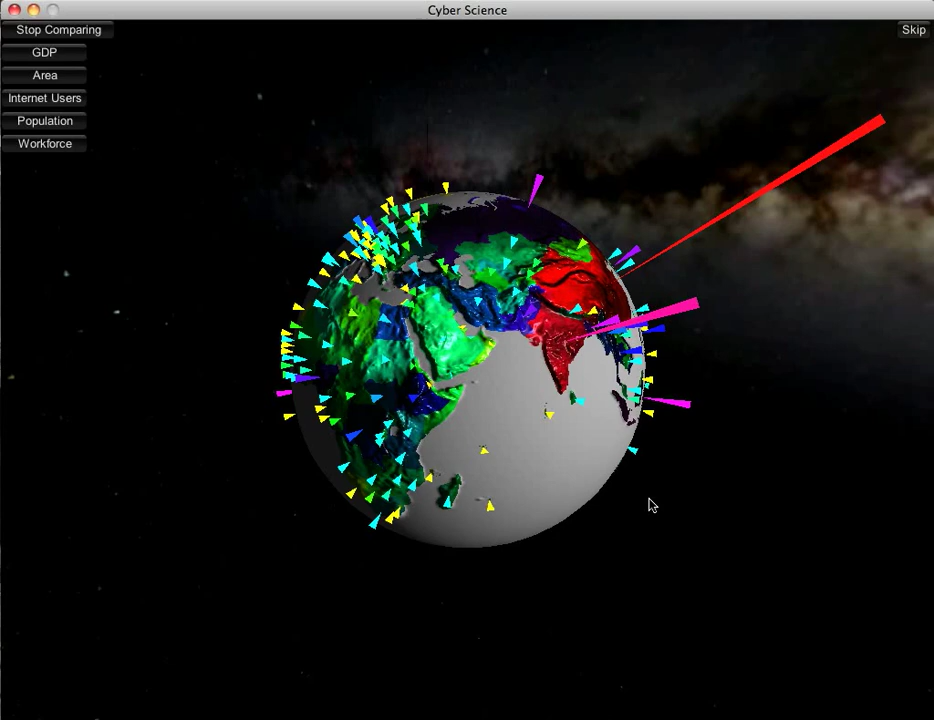 Cyber Science
Stop Comparing
Skip
GDP
Area
Internet Users
Population
Workforce